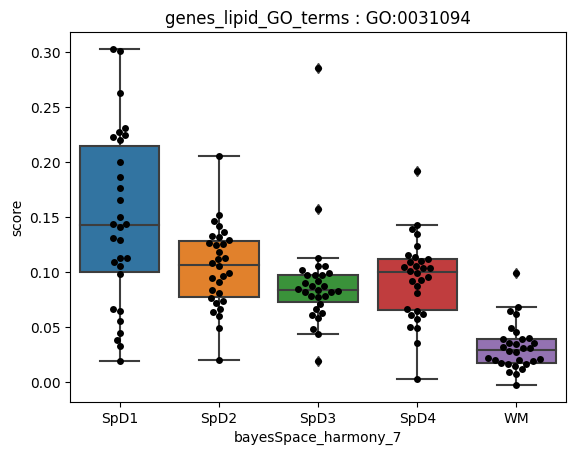 genes_lipid_GO_terms : GO:0031094
0.30
0.25
0.20
0.15
0.10
0.05
0.00
score
SpD1 SpD2 SpD3 SpD4 WM
bayesSpace_harmony_7